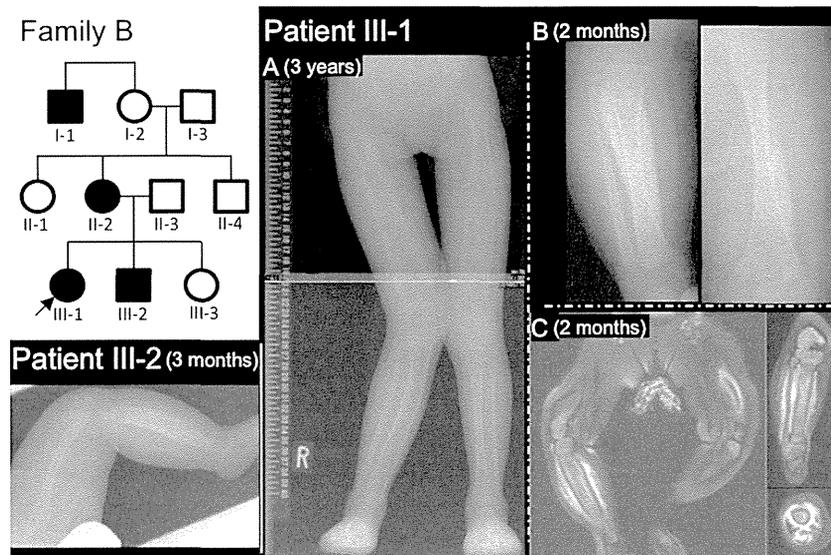 Family B
I-1 I-2 I-3
II-1 II-2 II-3 II-4
III-1 III-2 III-3
Patient III-2 (3 months)
Patient III-1
A (3 years)
R
B (2 months)
C (2 months)